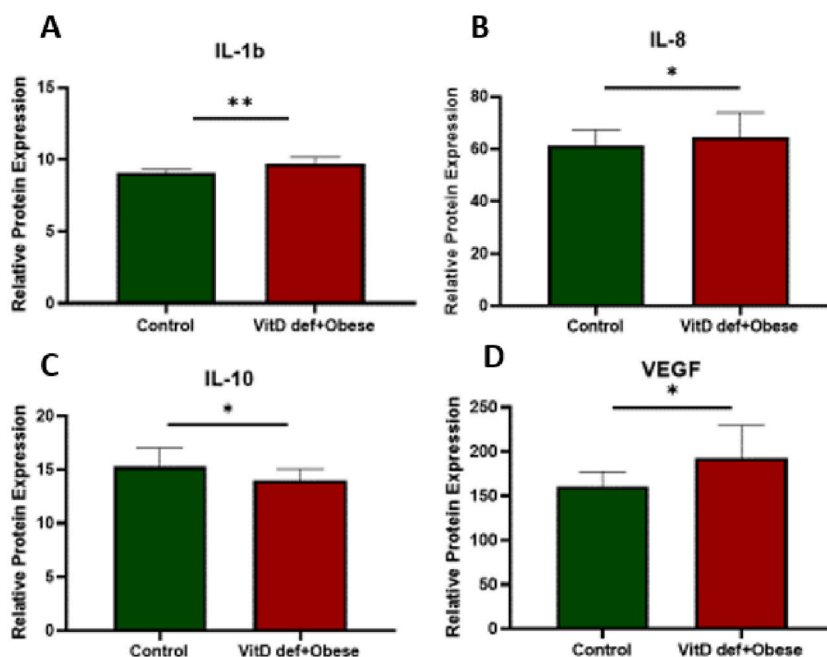 A
IL-1b
Relative Protein Expression
15
10
5
0
**
Control
VitD def+Obese
B
IL-8
Relative Protein Expression
80
60
40
20
0
*
Control
VitD def+Obese
C
IL-10
Relative Protein Expression
20
15
10
5
0
*
Control
VitD def+Obese
D
VEGF
Relative Protein Expression
250
200
150
100
50
0
*
Control
VitD def+Obese